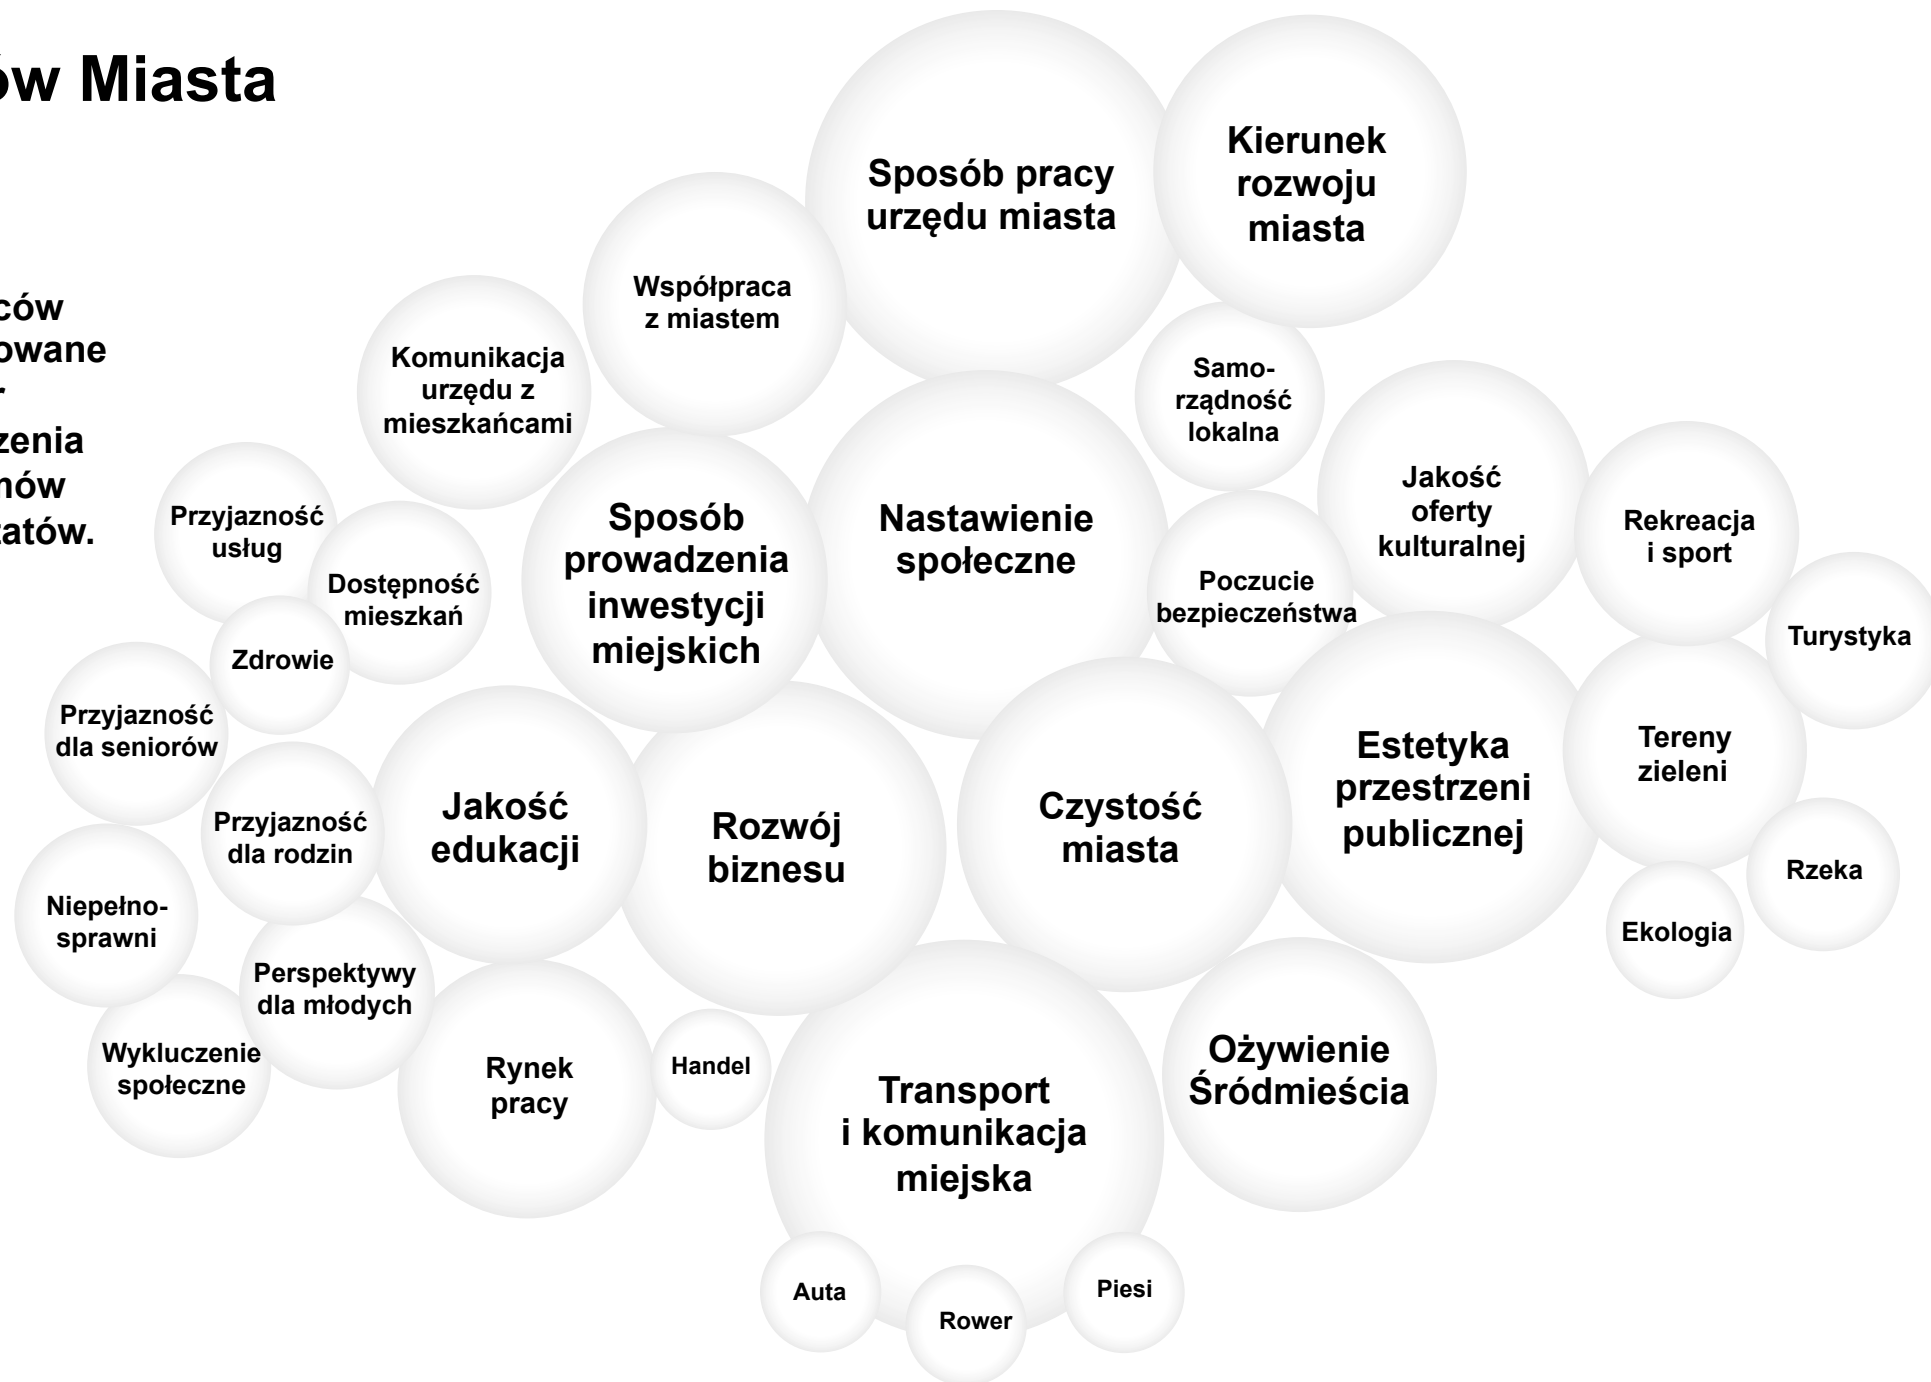 ów Miasta
ców
owane
r
zenia
nów
tatów.
Sposób pracy
urzędu miasta
Kierunek
rozwoju
miasta
Współpraca
z miastem
Komunikacja
urzędu z
mieszkańcami
Samo-
rządność
lokalna
Jakość
oferty
kulturalnej
Rekreacja
i sport
Przyjazność
usług
Sposób
prowadzenia
inwestycji
miejskich
Nastawienie
społeczne
Poczucie
bezpieczeństwa
Dostępność
mieszkań
Turystyka
Zdrowie
Przyjazność
dla seniorów
Estetyka
przestrzeni
publicznej
Tereny
zieleni
Przyjazność
dla rodzin
Jakość
edukacji
Rozwój
biznesu
Czystość
miasta
Rzeka
Niepełno-
sprawni
Ekologia
Perspektywy
dla młodych
Wykluczenie
społeczne
Rynek
pracy
Handel
Transport
i komunikacja
miejska
Ożywienie
Śródmieścia
Auta
Rower
Piesi